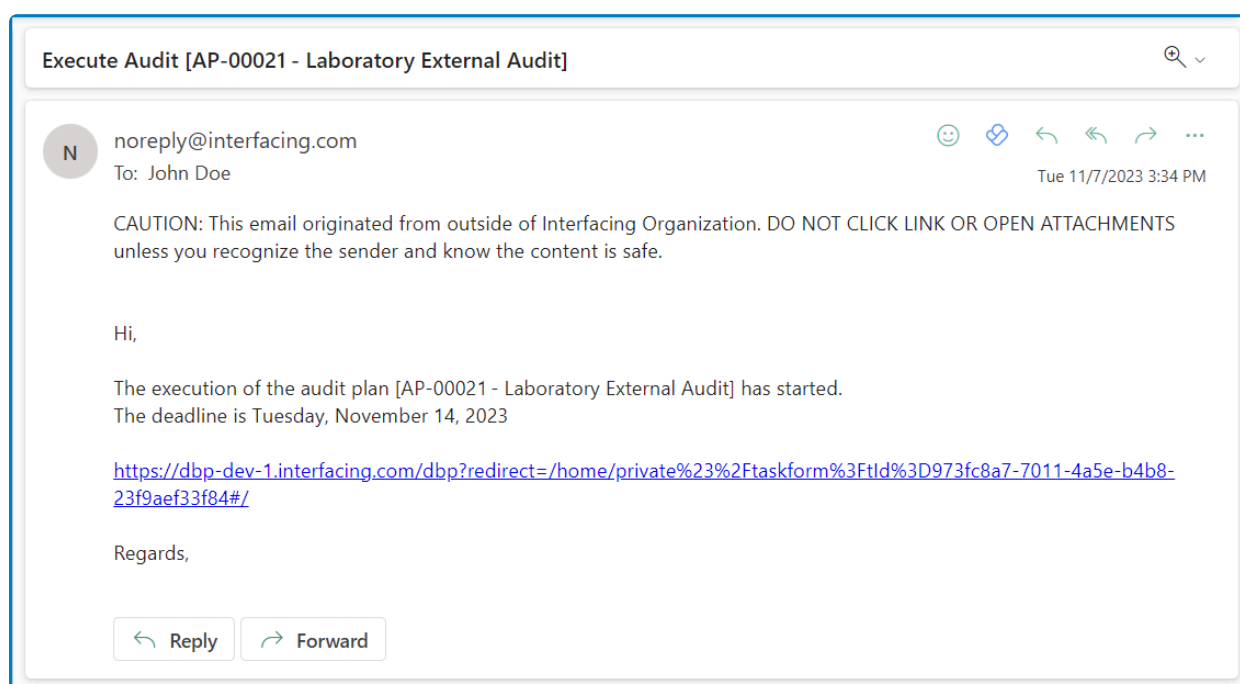 Execute Audit [AP-00021 - Laboratory External Audit]
N
noreply@interfacing.com
To: John Doe
Tue 11/7/2023 3:34 PM
CAUTION: This email originated from outside of Interfacing Organization. DO NOT CLICK LINK OR OPEN ATTACHMENTS
unless you recognize the sender and know the content is safe.
Hi,
The execution of the audit plan [AP-00021 - Laboratory External Audit] has started.
The deadline is Tuesday, November 14, 2023
https://dbp-dev-1.interfacing.com/dbp?redirect=/home/private%23%2Ftaskform%3FtId%3D973fc8a7-7011-4a5e-b4b8-
23f9aef33f84#/
Regards,
Reply
Forward